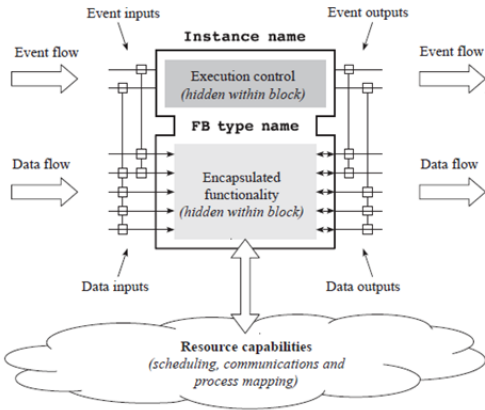 Event inputs
Event outputs
Instance name
Event flow
Event flow
Execution control
(hidden within block)
FB type name
Data flow
Data flow
Encapsulated
functionality
(hidden within block)
Data inputs
Data outputs
Resource capabilities
(scheduling, communications and
process mapping)